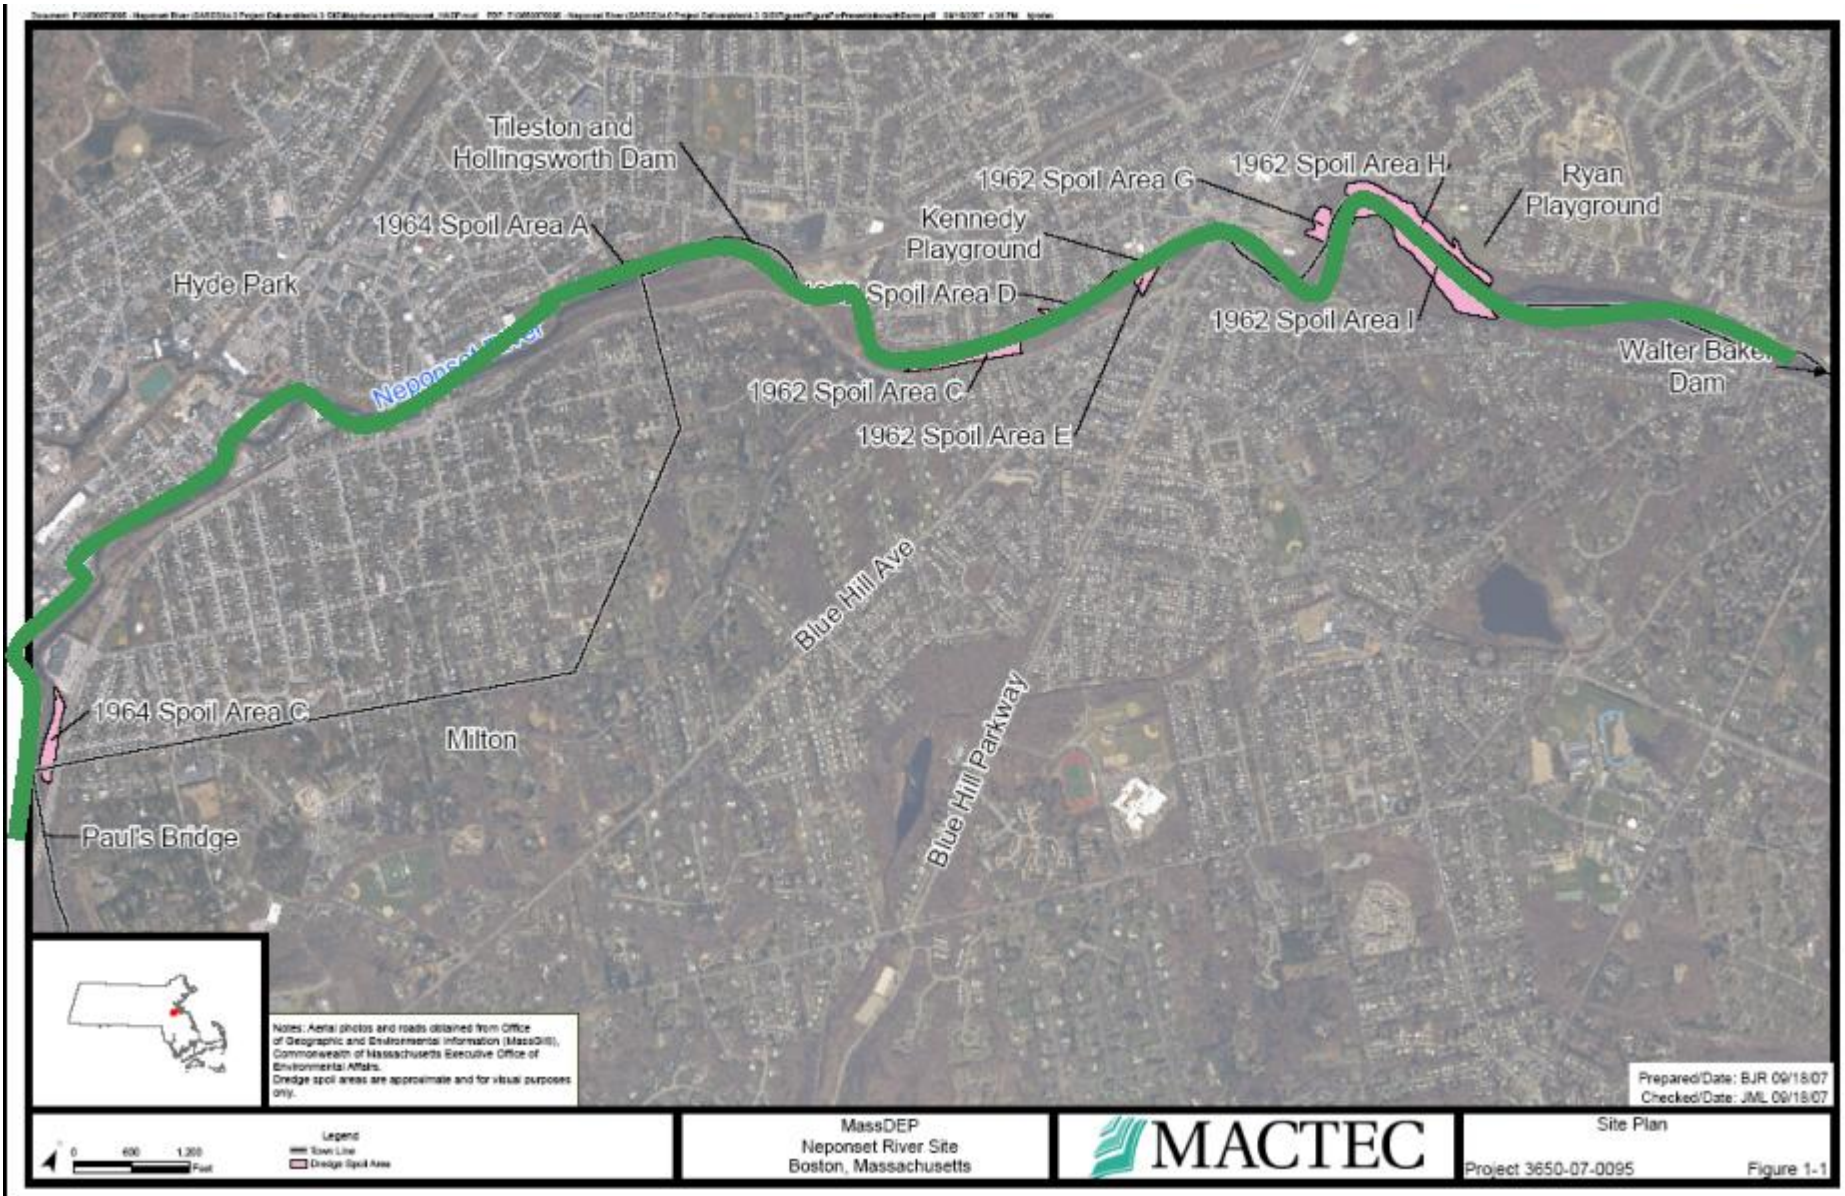 Tileston and
Hollingsworth Dam
1964 Spoil Area A
1962 Spoil Area G
1962 Spoil Area H
Ryan
Playground
Kennedy
Playground
Hyde Park
Spoil Area D
1962 Spoil Area I
Neponset River
Walter Baker
Dam
1962 Spoil Area C
1962 Spoil Area E
Blue Hill Ave
Blue Hill Parkway
1964 Spoil Area C
Milton
Paul's Bridge
Notes: Aerial photos and roads obtained from Office
of Geographic and Environmental Information (MassGIS),
Commonwealth of Massachusetts Executive Office of
Environmental Affairs.
Dredge spoil areas are approximate and for visual purposes
only.
Prepared/Date: BJR 09/18/07
Checked/Date: JML 09/18/07
0 600 1,200
Feet
Legend
Town Line
Dredge Spoil Area
MassDEP
Neponset River Site
Boston, Massachusetts
MACTEC
Site Plan
Project 3650-07-0095
Figure 1-1